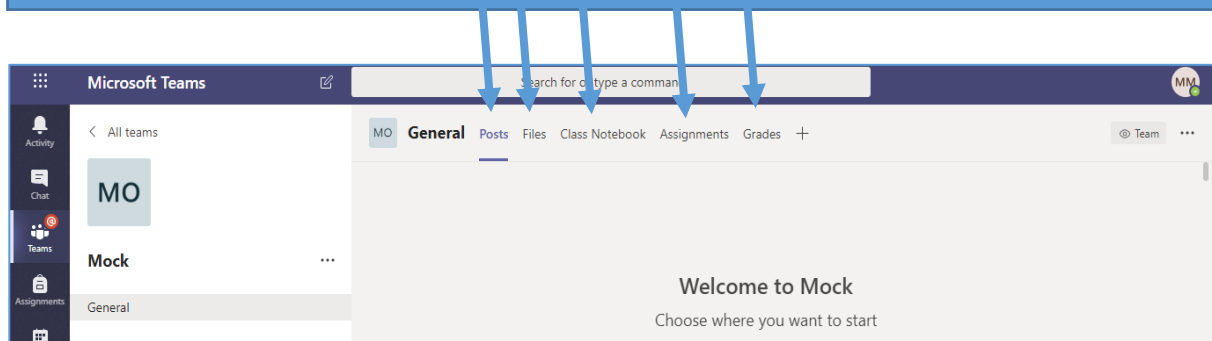 Microsoft Teams
Search for or type a command
MM
Activity
All teams
MO General Posts Files Class Notebook Assignments Grades
Team
Chat
MO
Teams
Mock
Assignments
General
Welcome to Mock
Choose where you want to start